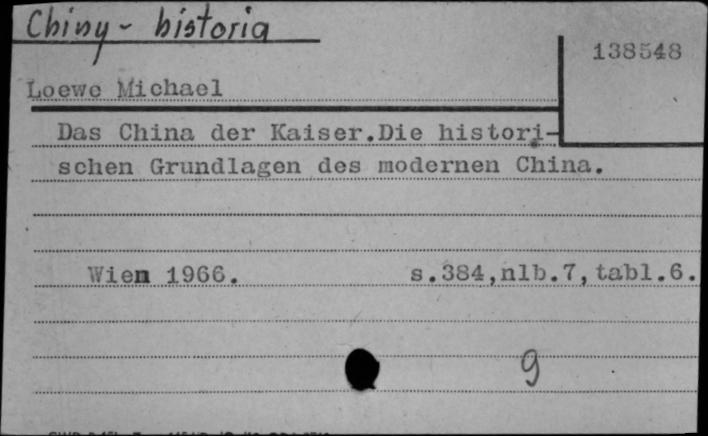 Chiny - historia
138548
Loewe Michael
Das China der Kaiser.Die histori-
schen Grundlagen des modernen China.
Wien 1966. s.384,nlb.7,tabl.6.
9